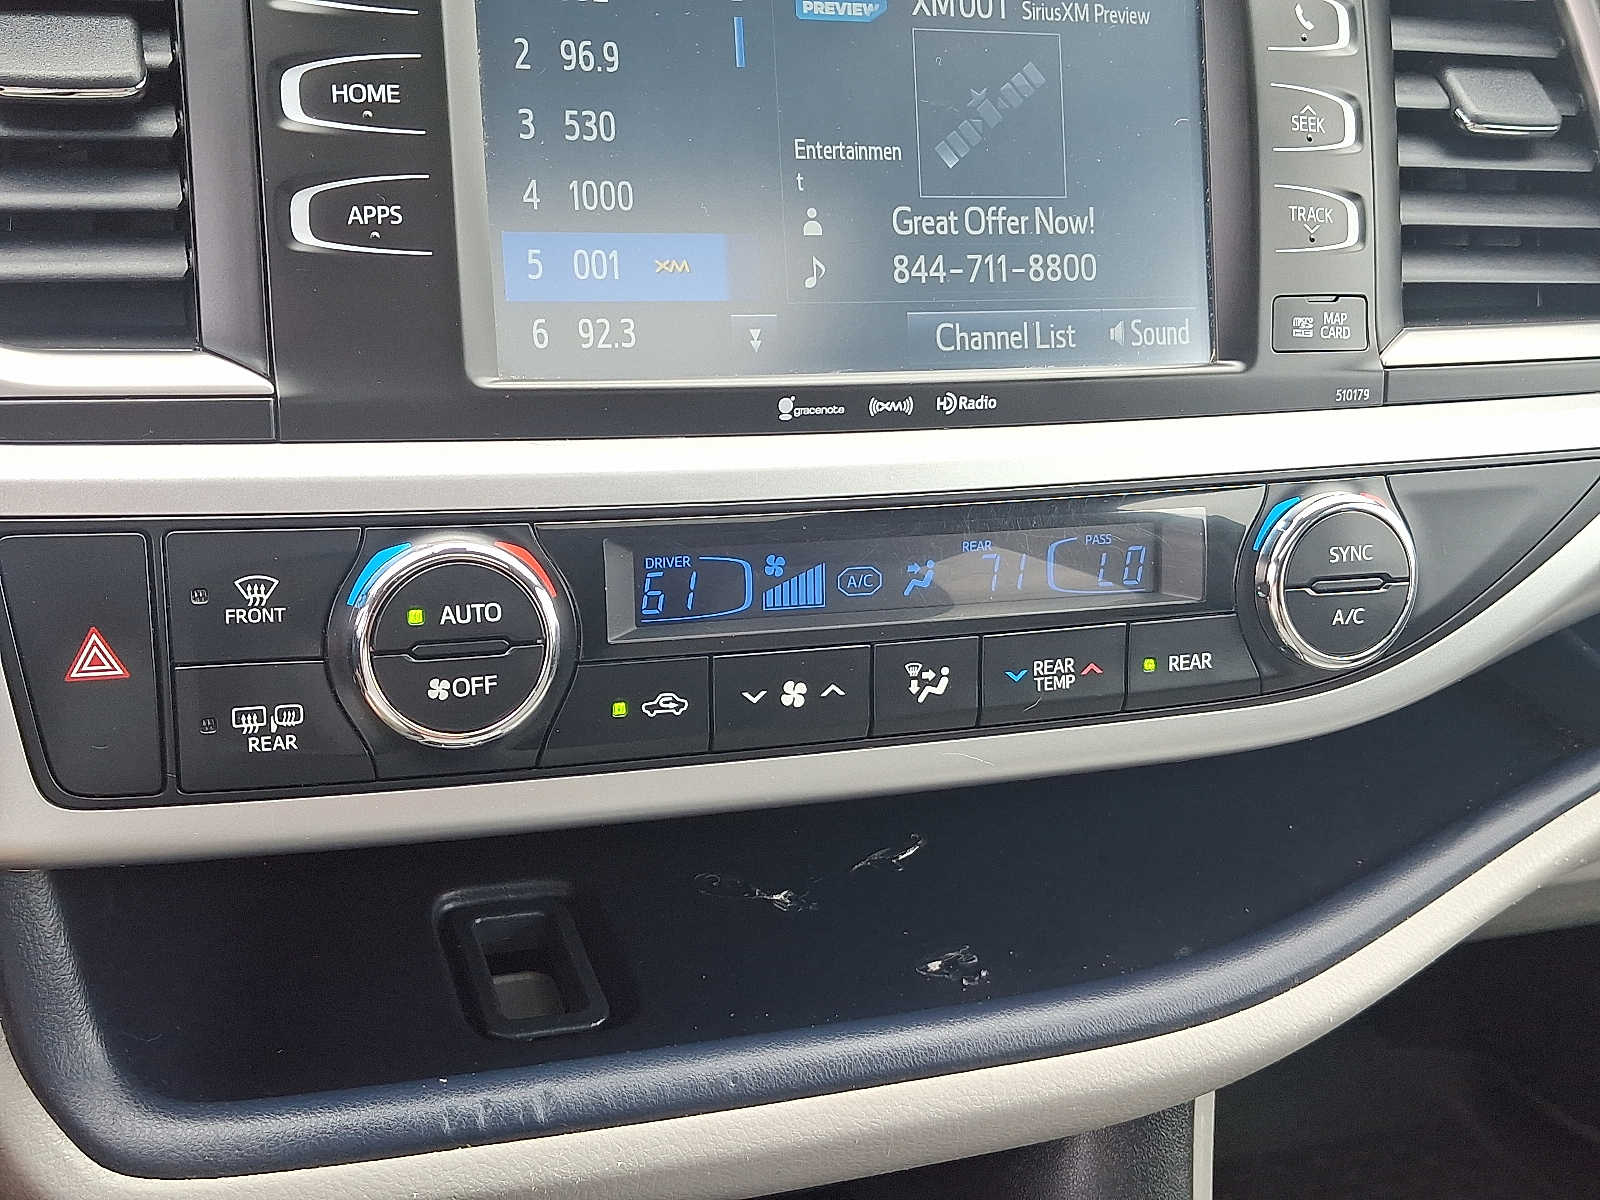 PREVIEW XM001 SiriusXM Preview
2 96.9
HOME
3 530
SEEK
Entertainmen
t
4 1000
APPS
Great Offer Now!
TRACK
5 001 XM
844-711-8800
6 92.3
Channel List
Sound
micro
MAP
CARD
gracenote
((XM))
HD Radio
510179
FRONT
REAR
AUTO
OFF
DRIVER
61
A/C
REAR
71
PASS
LO
SYNC
A/C
REAR
TEMP
REAR